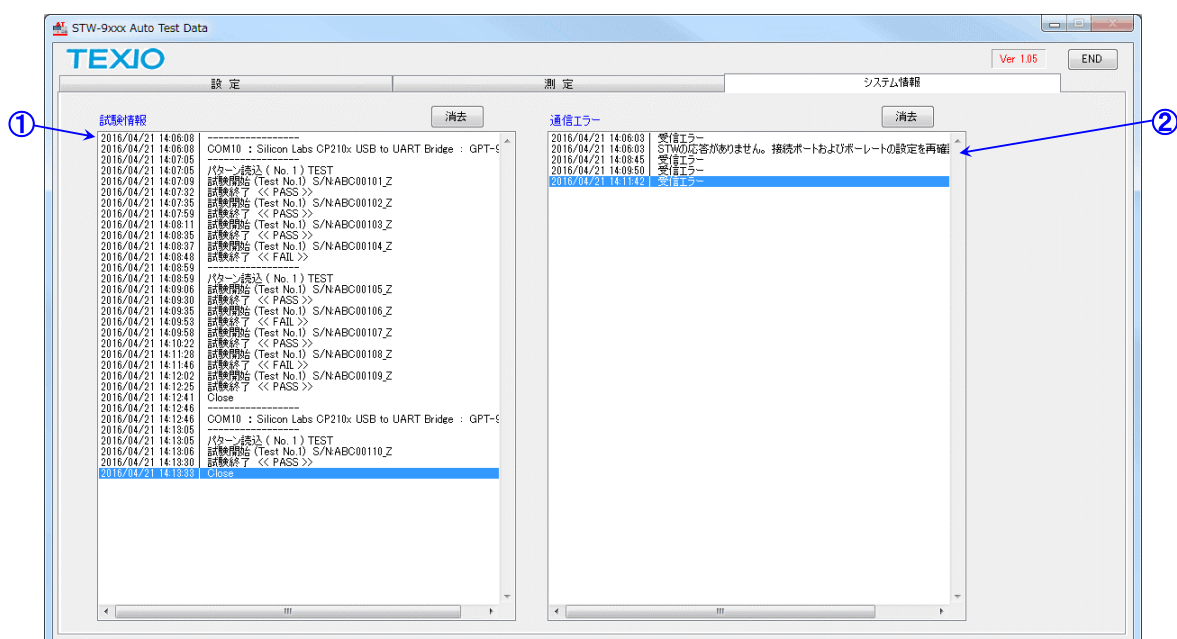 STW-9xxx Auto Test Data
TEXIO
Ver 1.05
END
設 定
測 定
システム情報
①
試験情報
消去
2016/04/21 14:06:08 | -----------------
2016/04/21 14:06:08 | COM10 : Silicon Labs CP210x USB to UART Bridge : GPT-9
2016/04/21 14:07:05 | -----------------
2016/04/21 14:07:05 | パターン読込 ( No. 1 ) TEST
2016/04/21 14:07:09 | 試験開始 (Test No.1) S/N:ABC00101_Z
2016/04/21 14:07:32 | 試験終了 << PASS >>
2016/04/21 14:07:35 | 試験開始 (Test No.1) S/N:ABC00102_Z
2016/04/21 14:07:59 | 試験終了 << PASS >>
2016/04/21 14:08:11 | 試験開始 (Test No.1) S/N:ABC00103_Z
2016/04/21 14:08:35 | 試験終了 << PASS >>
2016/04/21 14:08:37 | 試験開始 (Test No.1) S/N:ABC00104_Z
2016/04/21 14:08:48 | 試験終了 << FAIL >>
2016/04/21 14:08:59 | -----------------
2016/04/21 14:08:59 | パターン読込 ( No. 1 ) TEST
2016/04/21 14:09:06 | 試験開始 (Test No.1) S/N:ABC00105_Z
2016/04/21 14:09:30 | 試験終了 << PASS >>
2016/04/21 14:09:35 | 試験開始 (Test No.1) S/N:ABC00106_Z
2016/04/21 14:09:53 | 試験終了 << FAIL >>
2016/04/21 14:09:58 | 試験開始 (Test No.1) S/N:ABC00107_Z
2016/04/21 14:10:22 | 試験終了 << PASS >>
2016/04/21 14:11:28 | 試験開始 (Test No.1) S/N:ABC00108_Z
2016/04/21 14:11:46 | 試験終了 << FAIL >>
2016/04/21 14:12:02 | 試験開始 (Test No.1) S/N:ABC00109_Z
2016/04/21 14:12:25 | 試験終了 << PASS >>
2016/04/21 14:12:41 | Close
2016/04/21 14:12:46 | -----------------
2016/04/21 14:12:46 | COM10 : Silicon Labs CP210x USB to UART Bridge : GPT-9
2016/04/21 14:13:05 | -----------------
2016/04/21 14:13:05 | パターン読込 ( No. 1 ) TEST
2016/04/21 14:13:06 | 試験開始 (Test No.1) S/N:ABC00110_Z
2016/04/21 14:13:30 | 試験終了 << PASS >>
2016/04/21 14:13:33 | Close
通信エラー
消去
②
2016/04/21 14:06:03 | 受信エラー
2016/04/21 14:06:03 | STWの応答がありません。接続ポートおよびボーレートの設定を再確認
2016/04/21 14:08:45 | 受信エラー
2016/04/21 14:09:50 | 受信エラー
2016/04/21 14:11:42 | 受信エラー